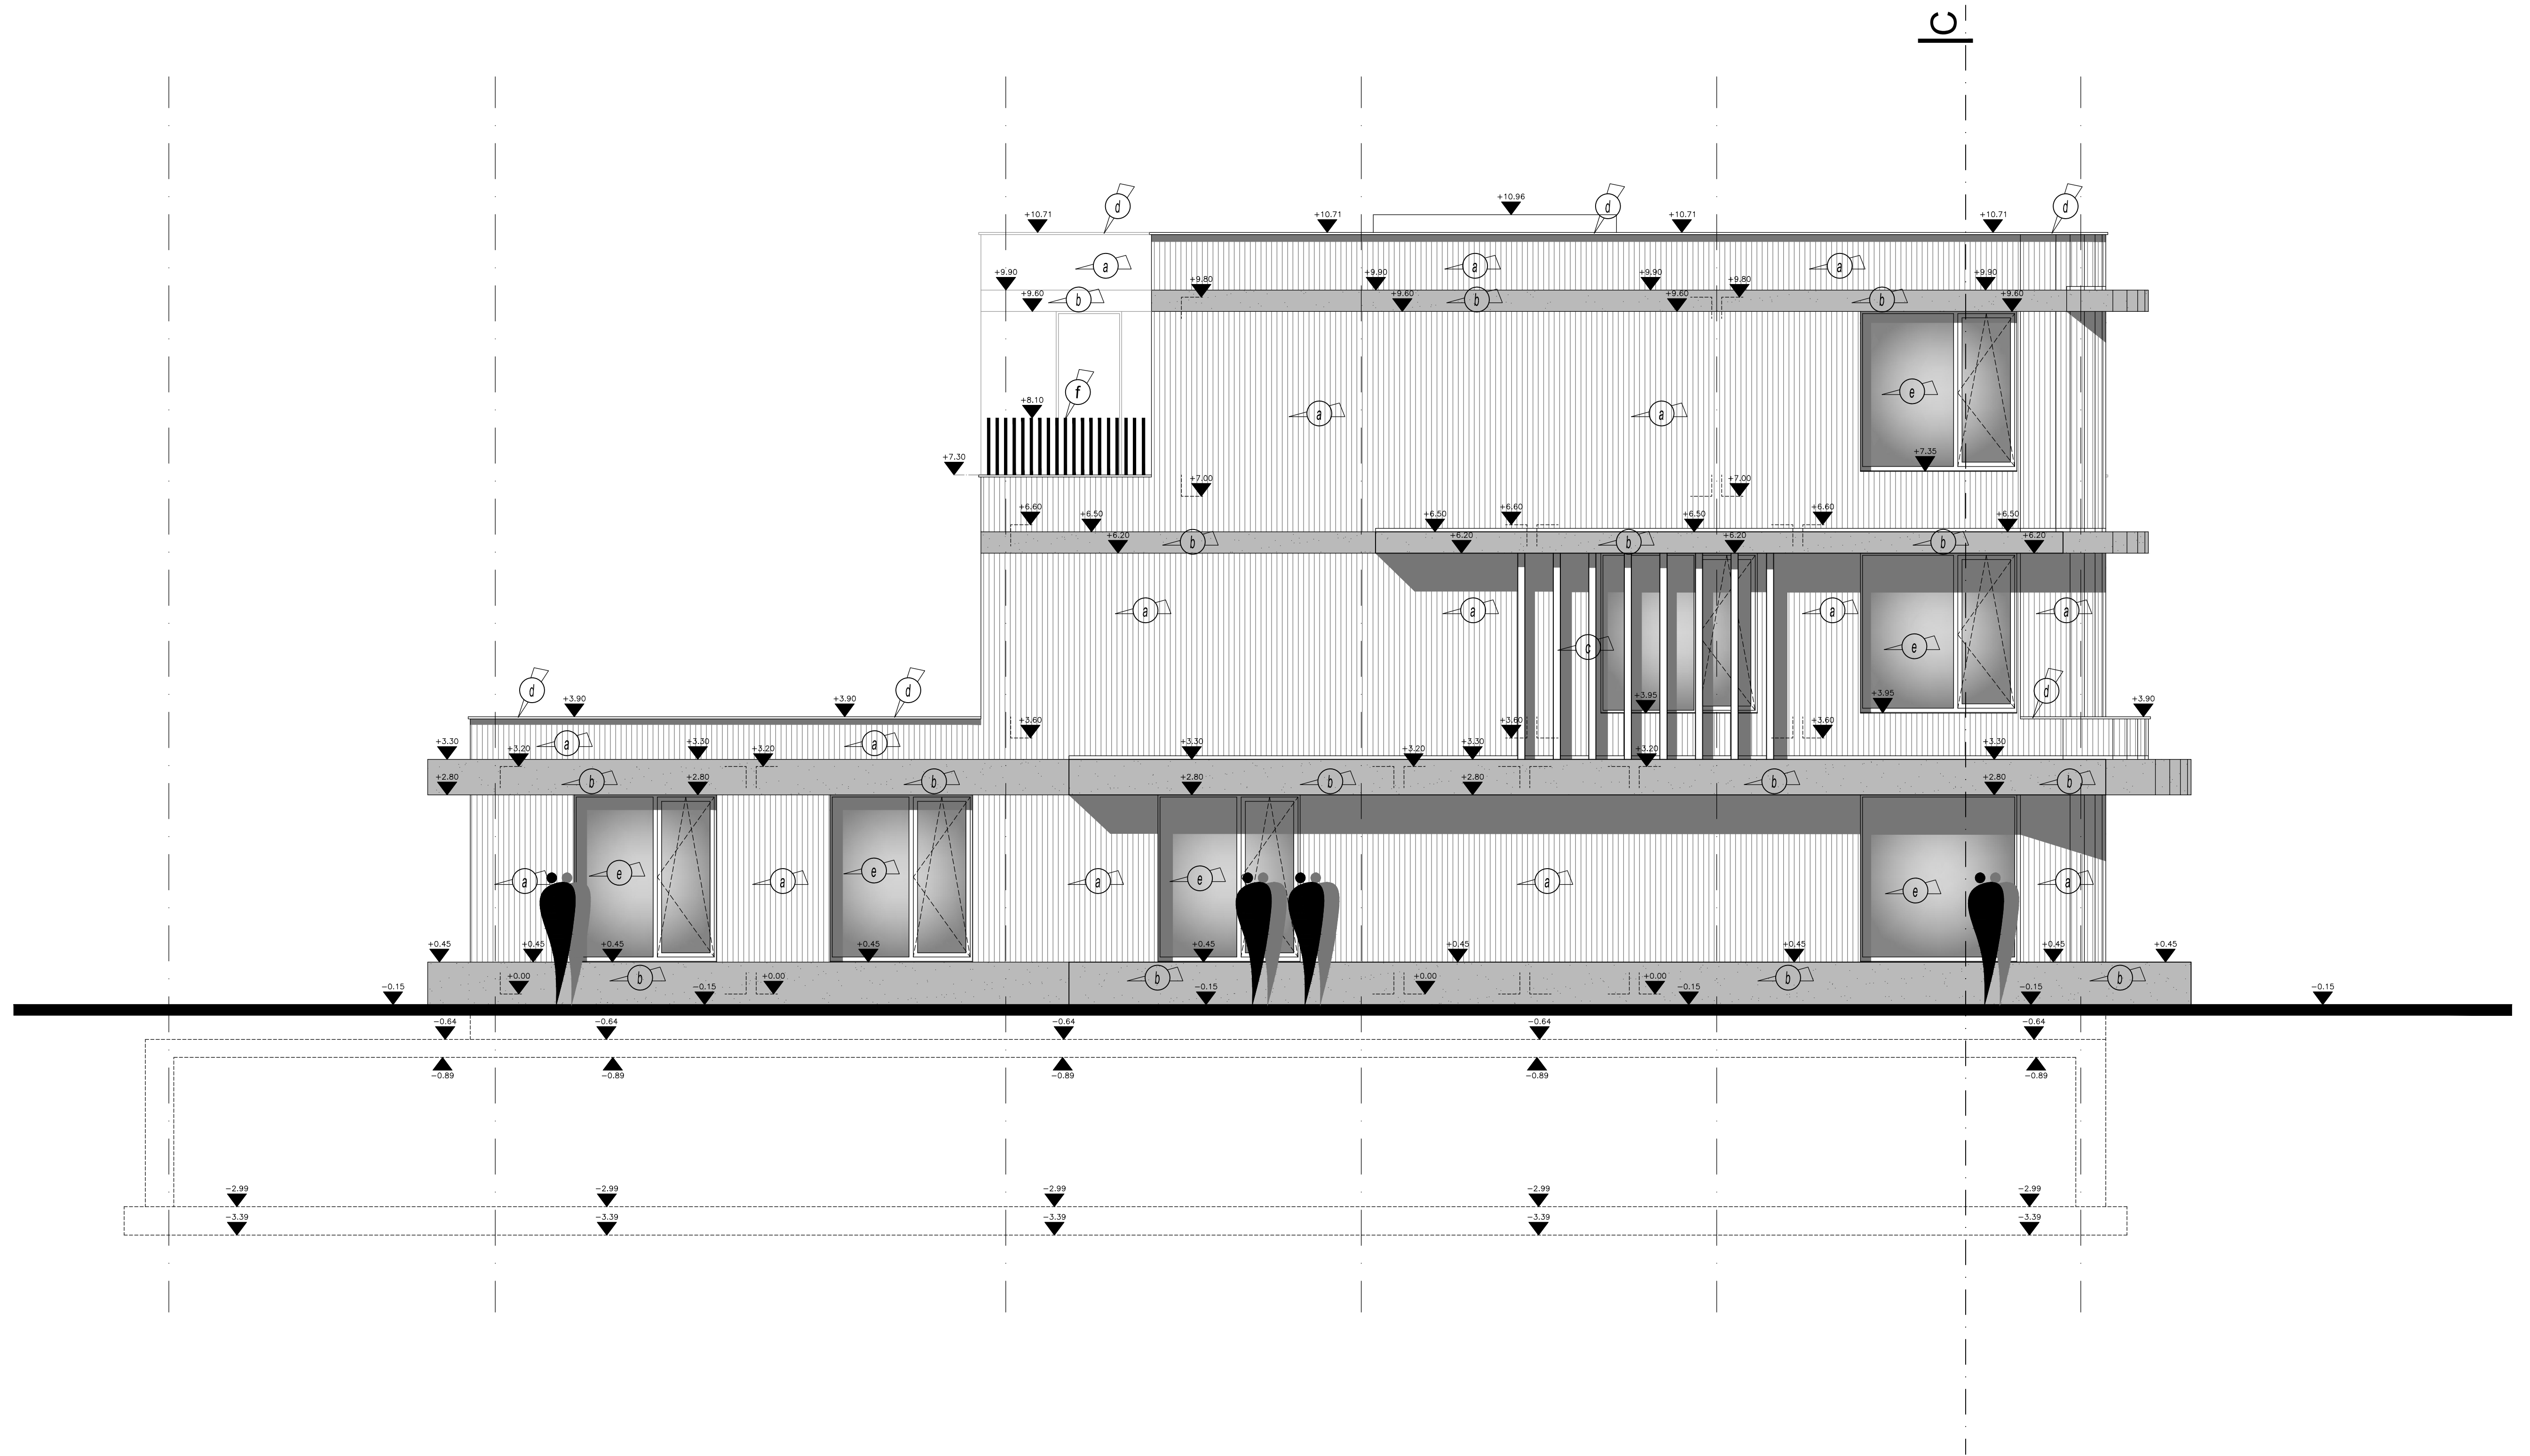 C
d d d
+10.96
+10.71 +10.71 +10.71 +10.71
a a a
+9.90 +9.80 +9.90 +9.90 +9.80 +9.90
+9.60 b +9.60 b +9.60 b +9.60
f e
+8.10 a a
+7.30 +7.35
+7.00 +7.00
+6.60 +6.50 +6.50 +6.60 +6.50 +6.60 +6.50
+6.20 b +6.20 b +6.20 b +6.20
a a a a
c e
d d d
+3.90 +3.90 +3.95 +3.95 +3.90
+3.60 +3.60 +3.60
a a
+3.30 +3.20 +3.30 +3.20 +3.30 +3.20 +3.30 +3.20 +3.30
+2.80 b +2.80 b +2.80 b +2.80 b +2.80 b
e e e e
a a a a a
+0.45 +0.45 +0.45 +0.45 +0.45 +0.45 +0.45 +0.45 +0.45
+0.00 b +0.00 b +0.00 +0.00 b b
−0.15 −0.15 −0.15 −0.15 −0.15 −0.15
−0.64 −0.64 −0.64 −0.64 −0.64
−0.89 −0.89 −0.89 −0.89 −0.89
−2.99 −2.99 −2.99 −2.99 −2.99
−3.39 −3.39 −3.39 −3.39 −3.39